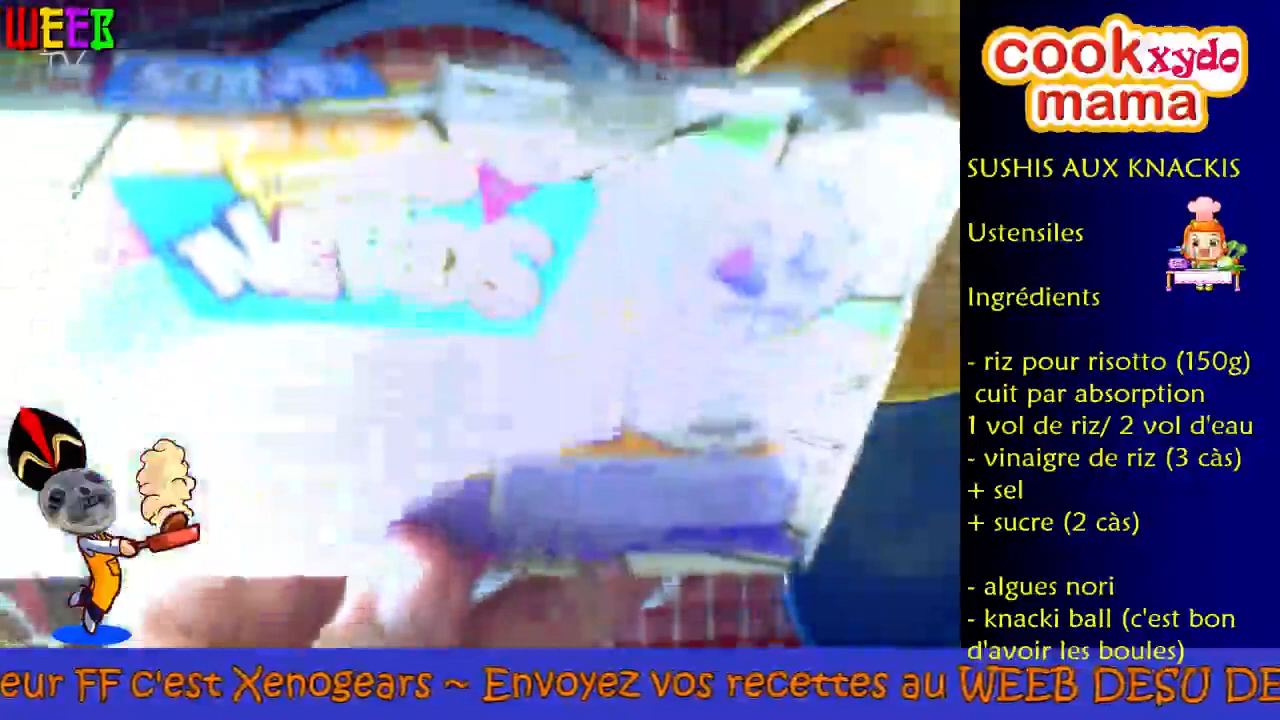 WEEB
TV
cook xydo
mama
SUSHIS AUX KNACKIS
Ustensiles
Ingrédients
- riz pour risotto (150g)
cuit par absorption
1 vol de riz/ 2 vol d'eau
- vinaigre de riz (3 càs)
+ sel
+ sucre (2 càs)
- algues nori
- knacki ball (c'est bon
d'avoir les boules)
eur FF c'est Xenogears ~ Envoyez vos recettes au WEEB DESU DE